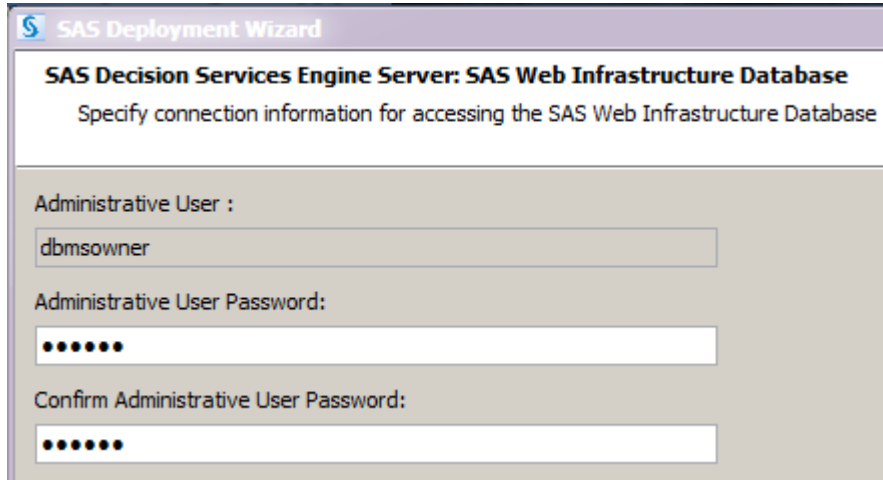 SAS Deployment Wizard
SAS Decision Services Engine Server: SAS Web Infrastructure Database
Specify connection information for accessing the SAS Web Infrastructure Database
Administrative User :
dbmsowner
Administrative User Password:
••••••
Confirm Administrative User Password:
••••••